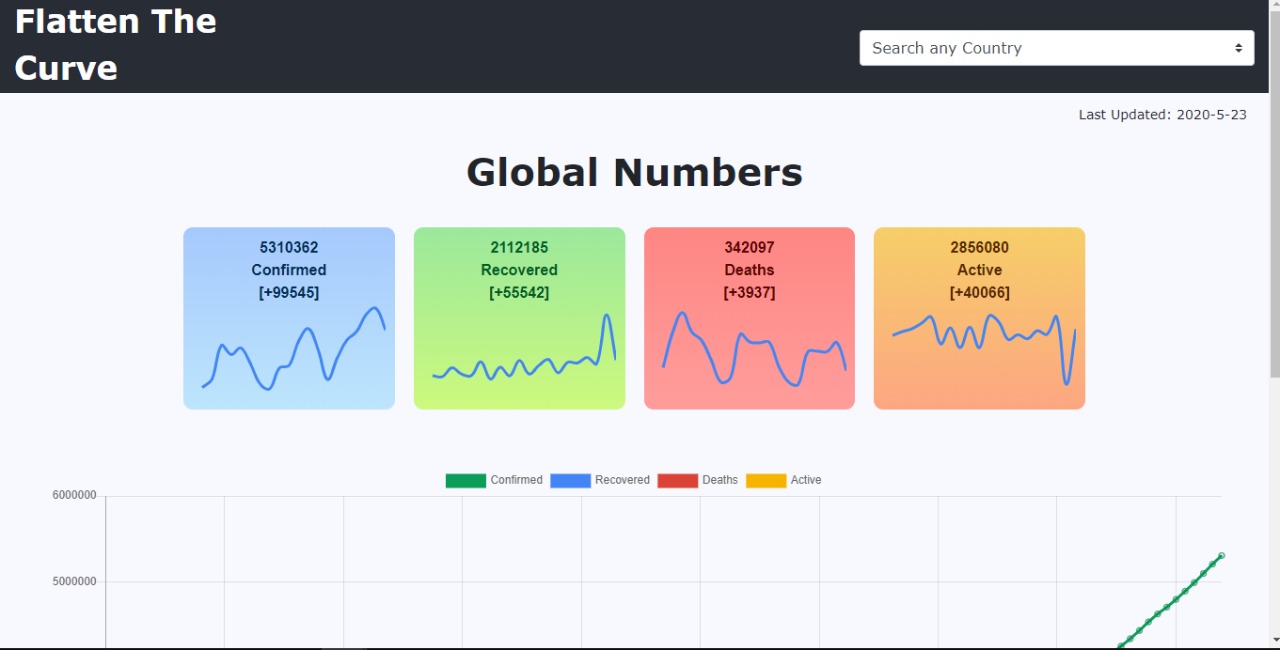 Flatten The
Curve
Search any Country
Last Updated: 2020-5-23
Global Numbers
5310362
Confirmed
[+99545]
2112185
Recovered
[+55542]
342097
Deaths
[+3937]
2856080
Active
[+40066]
Confirmed Recovered Deaths Active
6000000
5000000